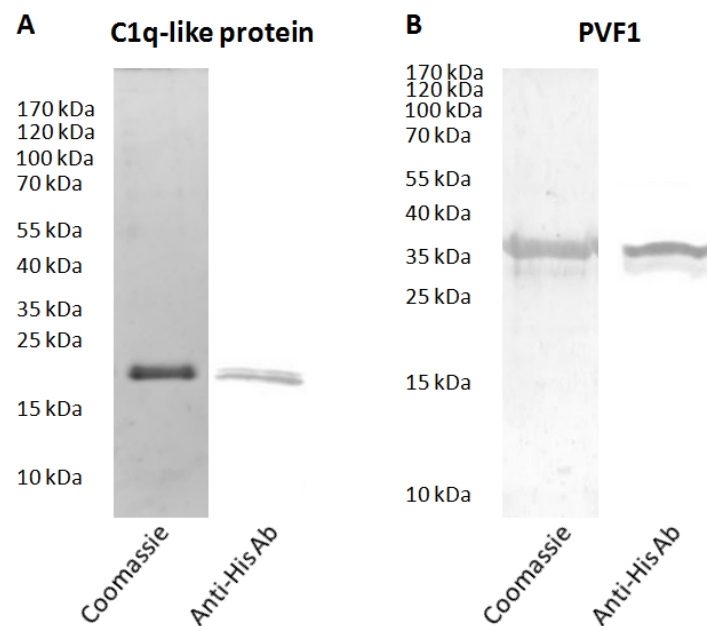 A
C1q-like protein
170 kDa
120 kDa
100 kDa
70 kDa
55 kDa
40 kDa
35 kDa
25 kDa
15 kDa
10 kDa
Coomassie
Anti-His Ab
B
PVF1
170 kDa
120 kDa
100 kDa
70 kDa
55 kDa
40 kDa
35 kDa
25 kDa
15 kDa
10 kDa
Coomassie
Anti-His Ab